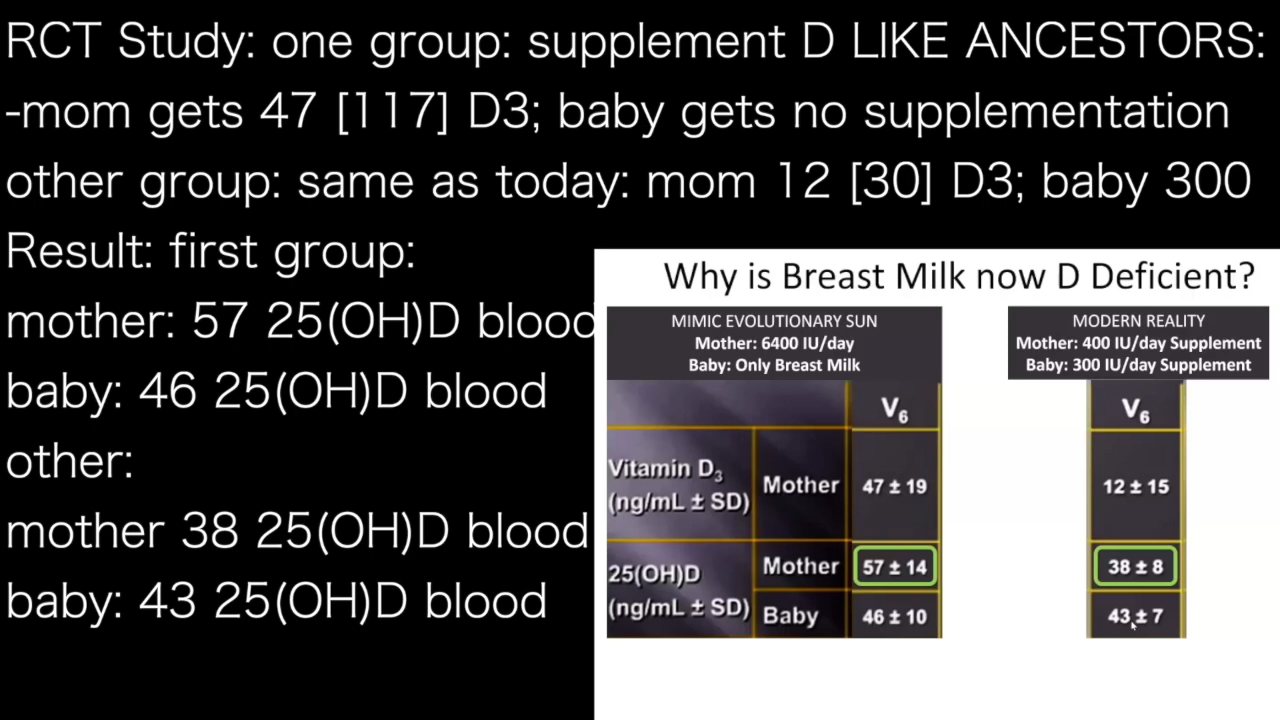 RCT Study: one group: supplement D LIKE ANCESTORS:
-mom gets 47 [117] D3; baby gets no supplementation
other group: same as today: mom 12 [30] D3; baby 300
Result: first group:
mother: 57 25(OH)D blood
baby: 46 25(OH)D blood
other:
mother 38 25(OH)D blood
baby: 43 25(OH)D blood
Why is Breast Milk now D Deficient?
MIMIC EVOLUTIONARY SUN
Mother: 6400 IU/day
Baby: Only Breast Milk
MODERN REALITY
Mother: 400 IU/day Supplement
Baby: 300 IU/day Supplement
V6 V6
Vitamin D3
(ng/mL ± SD) Mother 47 ± 19 12 ± 15
25(OH)D Mother 57 ± 14 38 ± 8
(ng/mL ± SD) Baby 46 ± 10 43 ± 7